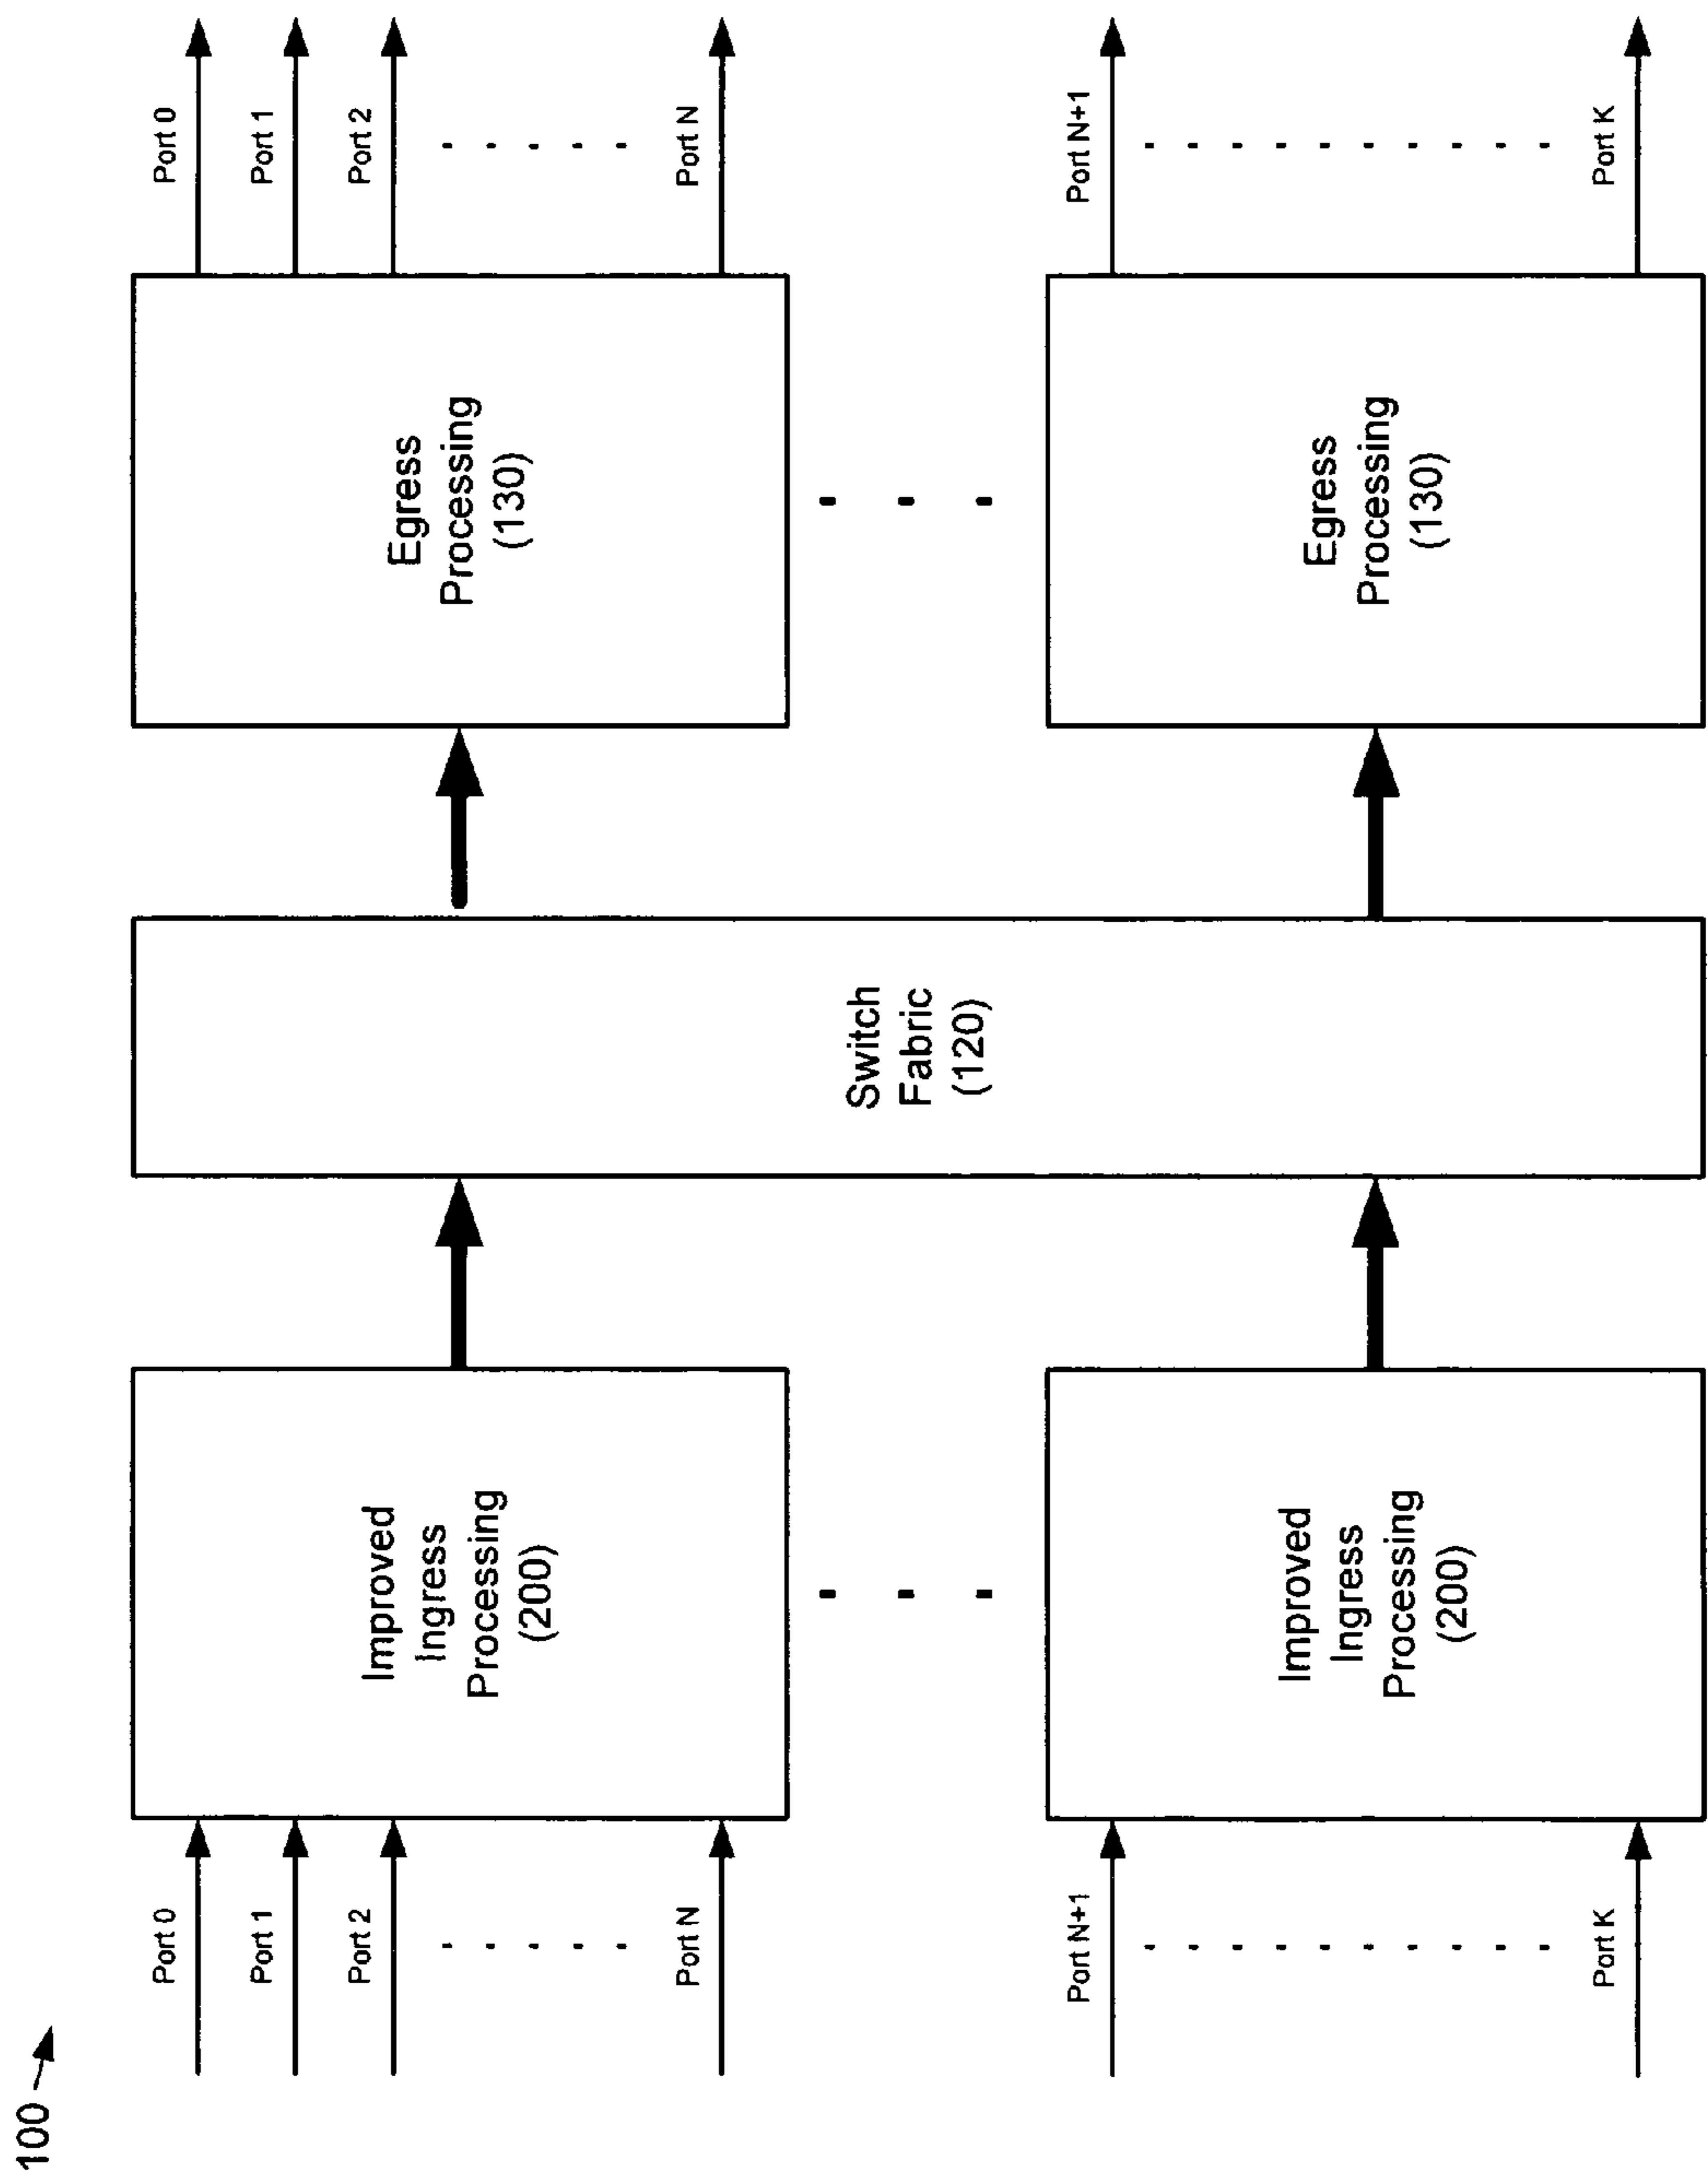 100
Port 0
Port 1
Port 2
Port N
Port N+1
Port K
Improved
Ingress
Processing
(200)
Improved
Ingress
Processing
(200)
Switch
Fabric
(120)
Egress
Processing
(130)
Egress
Processing
(130)
Port 0
Port 1
Port 2
Port N
Port N+1
Port K